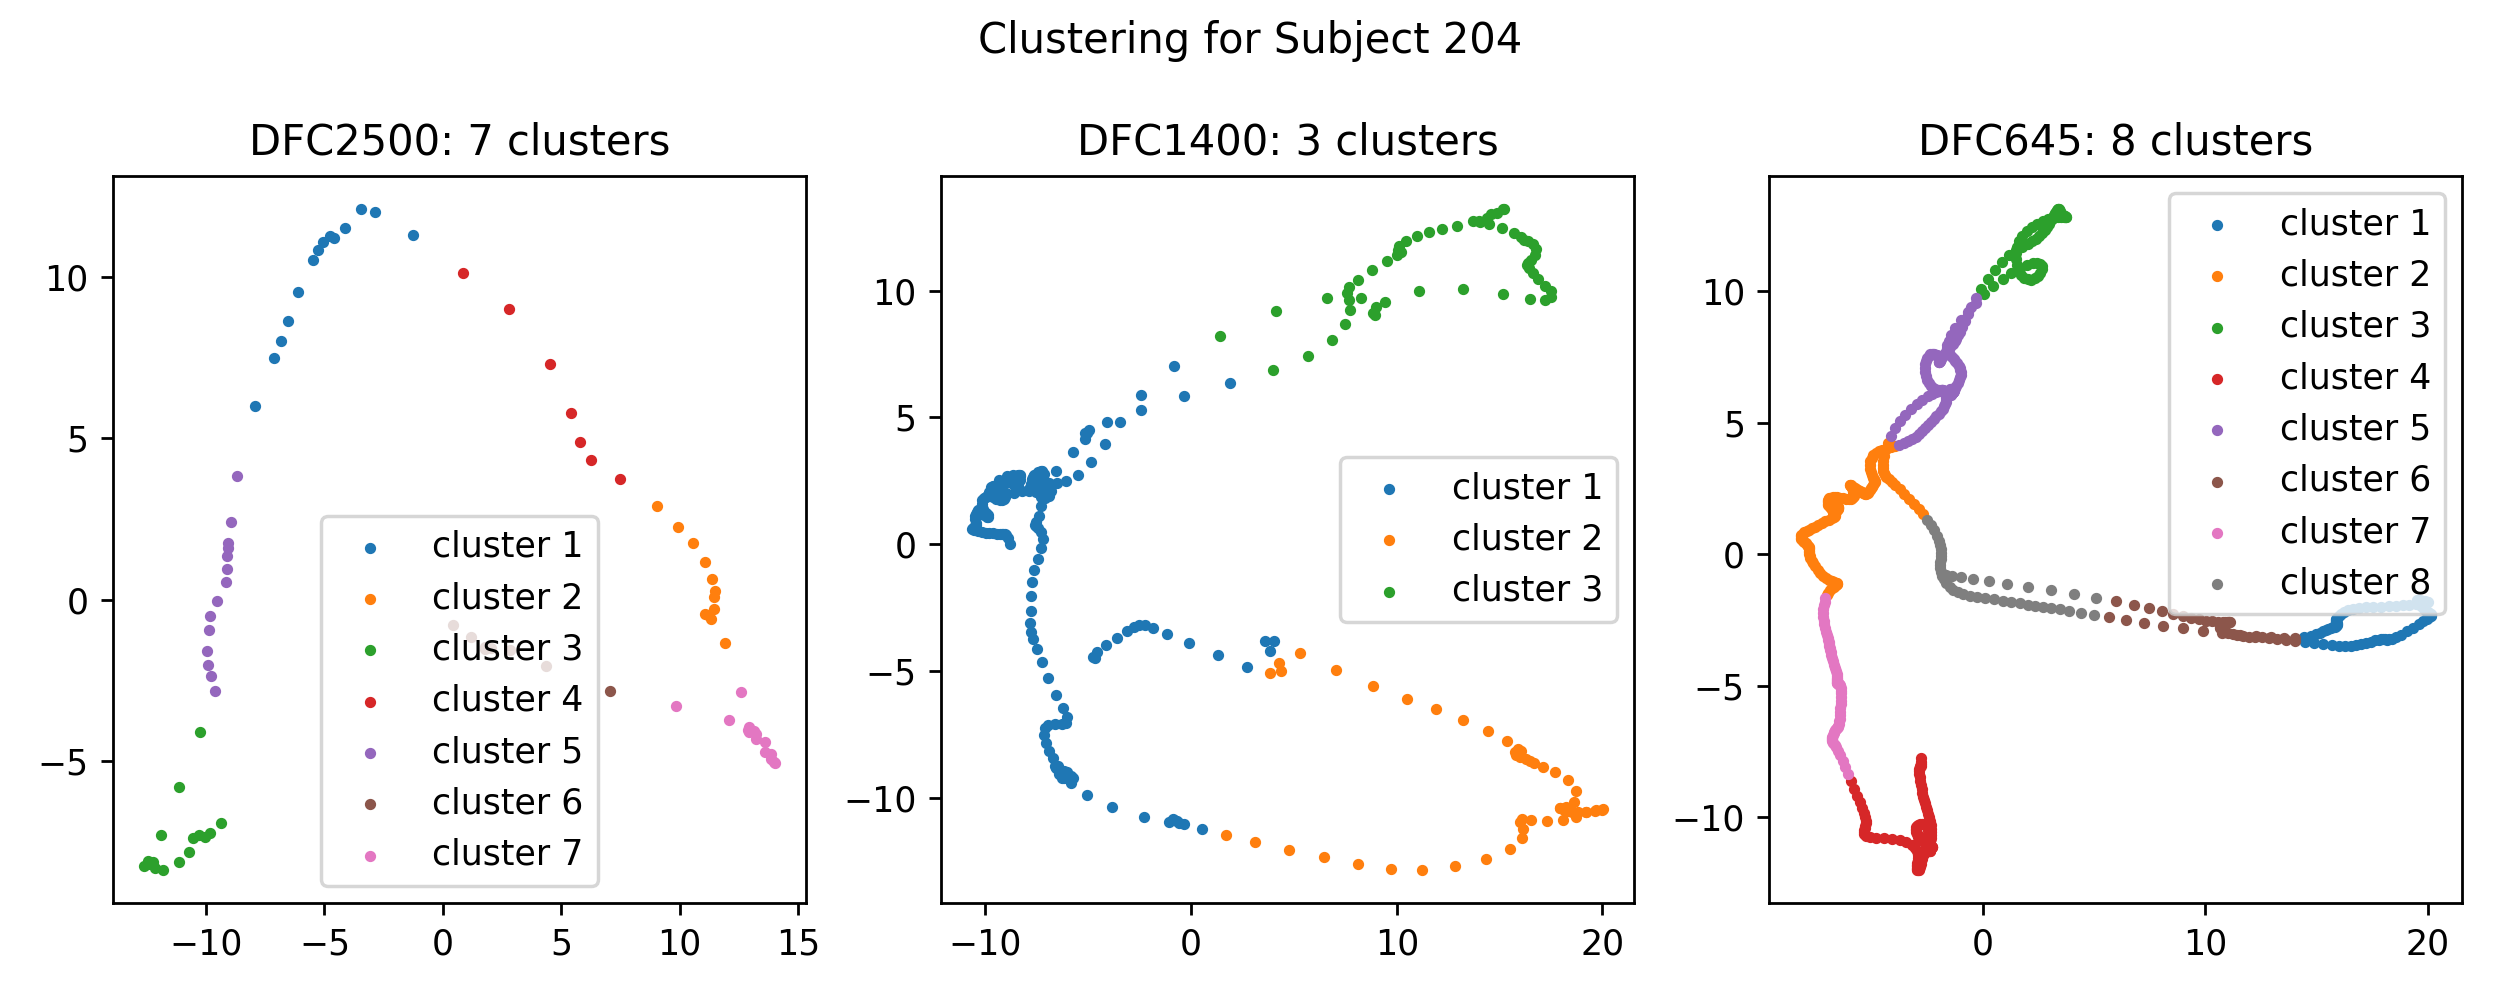 Clustering for Subject 204
DFC2500: 7 clusters
10
5
0
−5
−10
−5
0
5
10
15
cluster 1
cluster 2
cluster 3
cluster 4
cluster 5
cluster 6
cluster 7
DFC1400: 3 clusters
10
5
0
−5
−10
−10
0
10
20
cluster 1
cluster 2
cluster 3
DFC645: 8 clusters
10
5
0
−5
−10
0
10
20
cluster 1
cluster 2
cluster 3
cluster 4
cluster 5
cluster 6
cluster 7
cluster 8